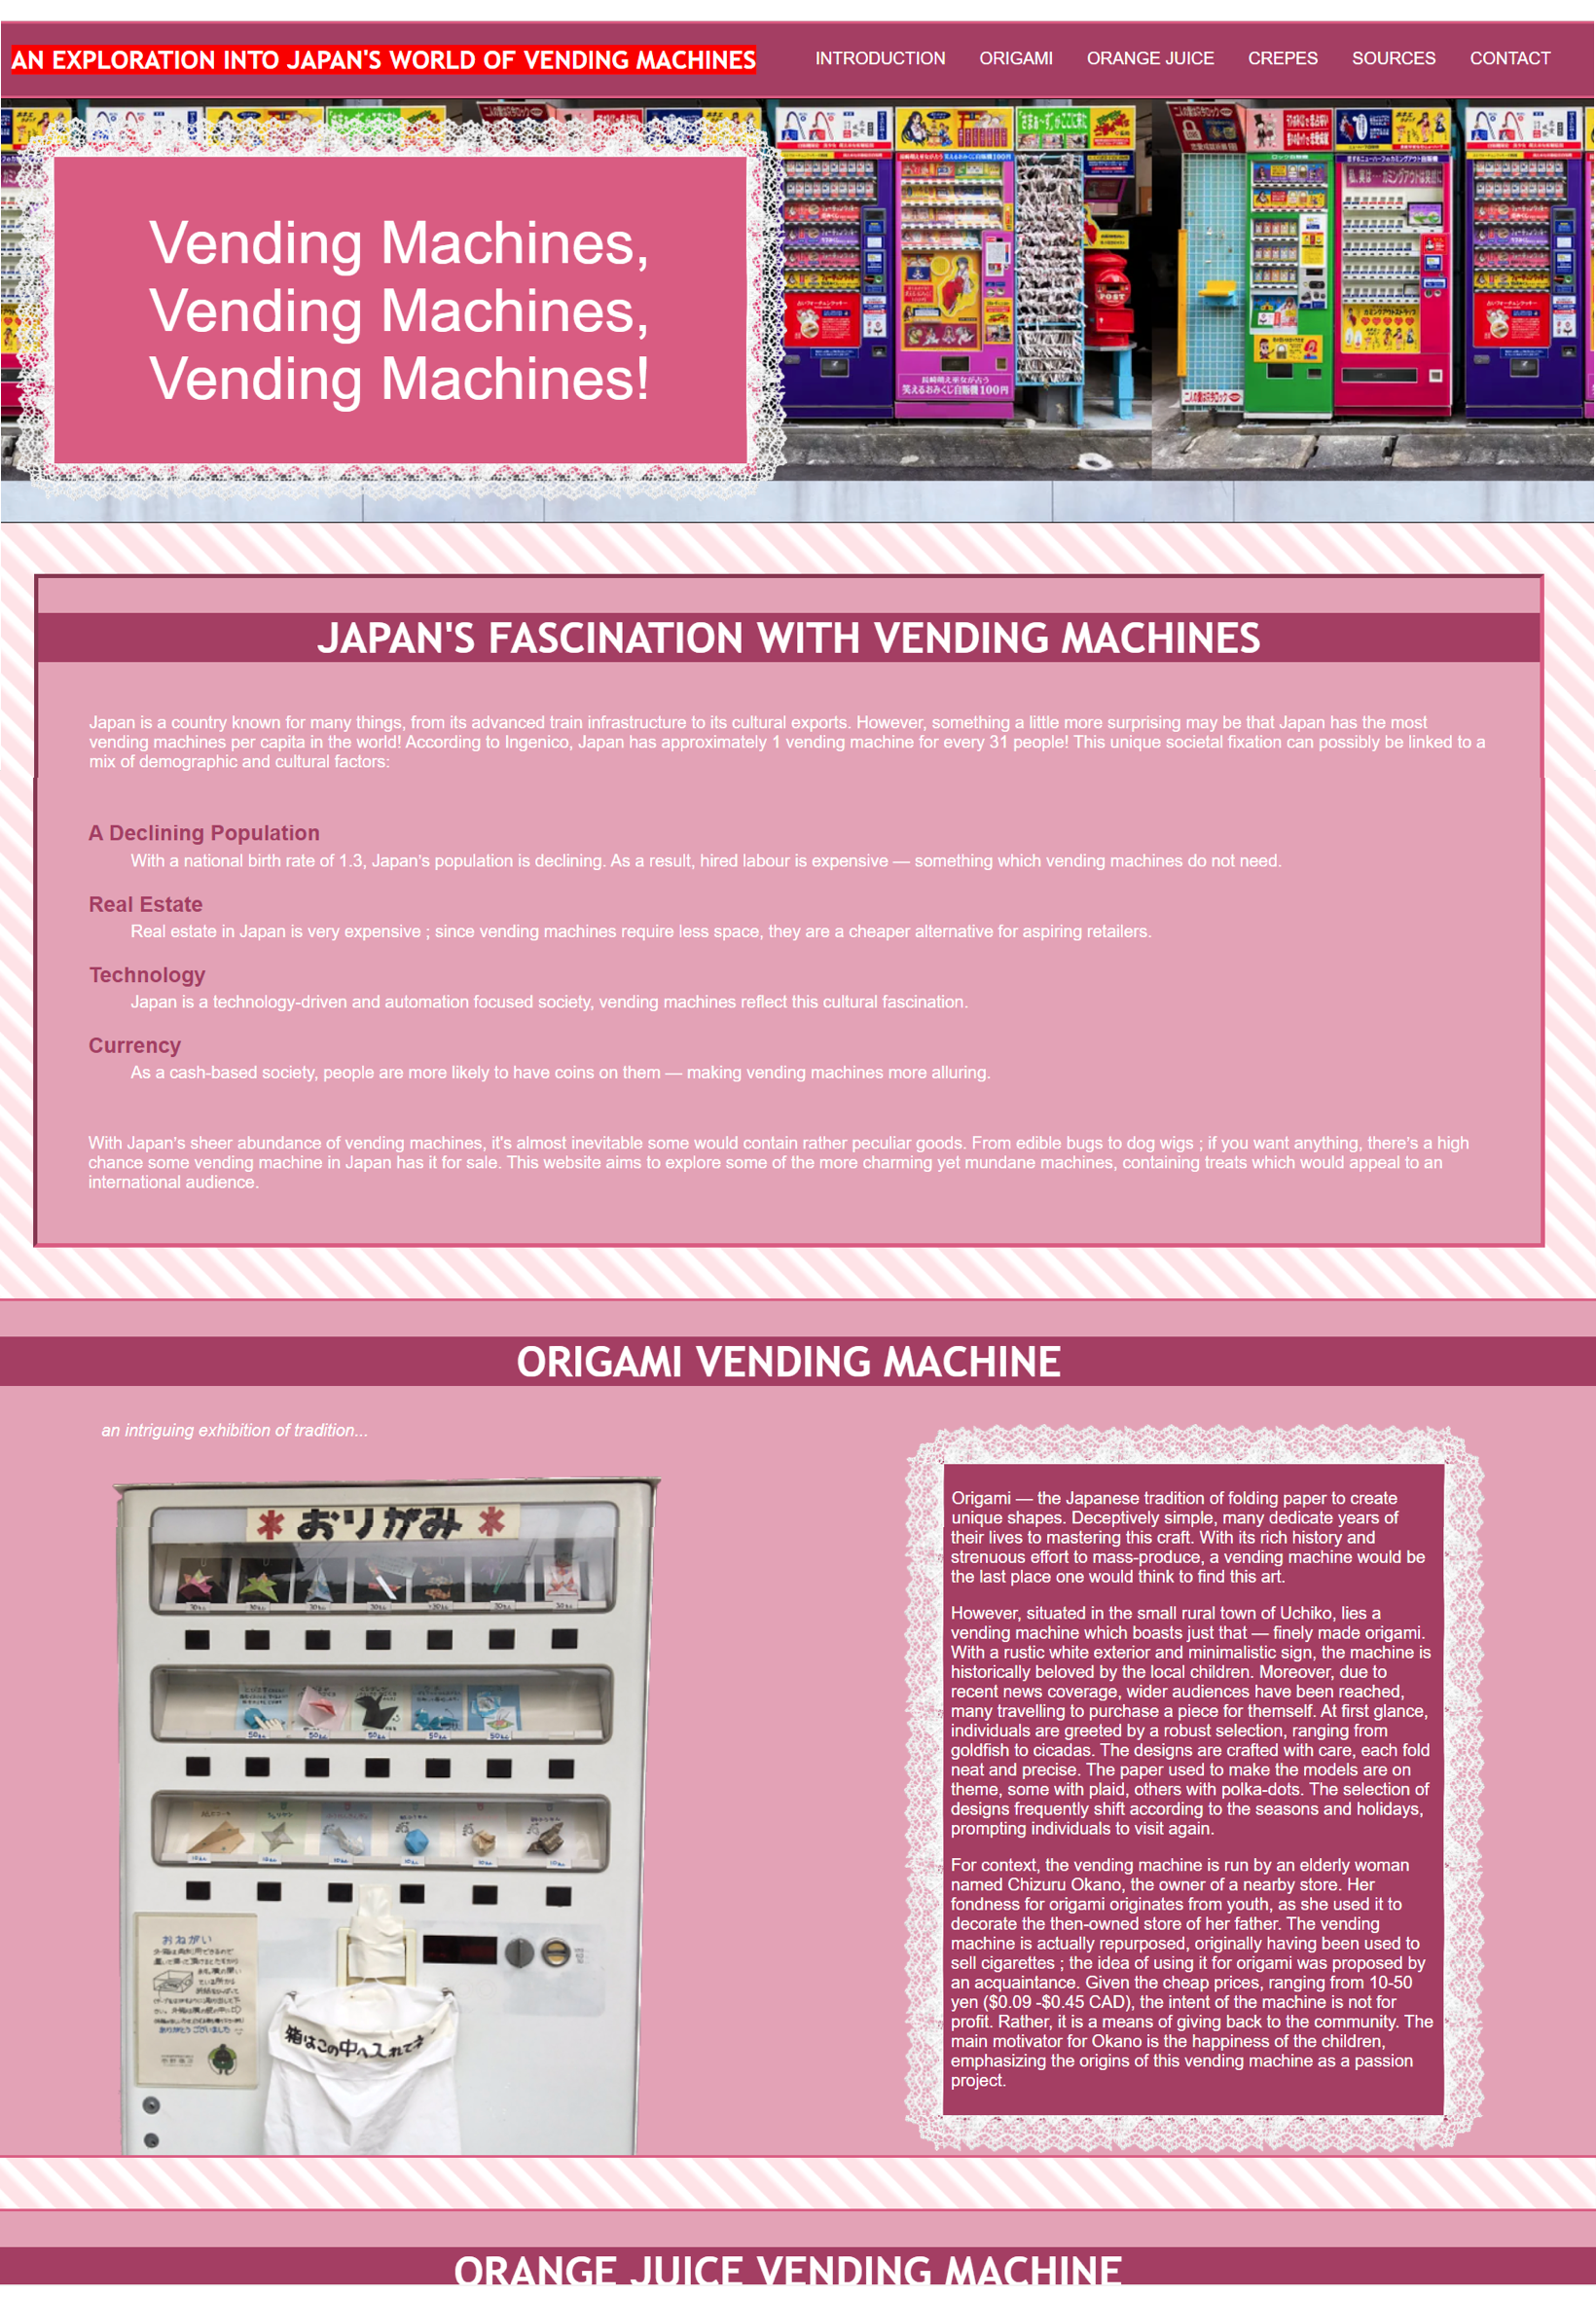 AN EXPLORATION INTO JAPAN'S WORLD OF VENDING MACHINES
INTRODUCTION ORIGAMI ORANGE JUICE CREPES SOURCES CONTACT
Vending Machines,
Vending Machines,
Vending Machines!
POST
JAPAN'S FASCINATION WITH VENDING MACHINES
Japan is a country known for many things, from its advanced train infrastructure to its cultural exports. However, something a little more surprising may be that Japan has the most
vending machines per capita in the world! According to Ingenico, Japan has approximately 1 vending machine for every 31 people! This unique societal fixation can possibly be linked to a
mix of demographic and cultural factors:
A Declining Population
With a national birth rate of 1.3, Japan's population is declining. As a result, hired labour is expensive — something which vending machines do not need.
Real Estate
Real estate in Japan is very expensive ; since vending machines require less space, they are a cheaper alternative for aspiring retailers.
Technology
Japan is a technology-driven and automation focused society, vending machines reflect this cultural fascination.
Currency
As a cash-based society, people are more likely to have coins on them — making vending machines more alluring.
With Japan's sheer abundance of vending machines, it's almost inevitable some would contain rather peculiar goods. From edible bugs to dog wigs ; if you want anything, there's a high
chance some vending machine in Japan has it for sale. This website aims to explore some of the more charming yet mundane machines, containing treats which would appeal to an
international audience.
ORIGAMI VENDING MACHINE
an intriguing exhibition of tradition...
おりがみ
おねがい
ありがとうございました
箱はこの中へ入れてネ
Origami — the Japanese tradition of folding paper to create
unique shapes. Deceptively simple, many dedicate years of
their lives to mastering this craft. With its rich history and
strenuous effort to mass-produce, a vending machine would be
the last place one would think to find this art.
However, situated in the small rural town of Uchiko, lies a
vending machine which boasts just that — finely made origami.
With a rustic white exterior and minimalistic sign, the machine is
historically beloved by the local children. Moreover, due to
recent news coverage, wider audiences have been reached,
many travelling to purchase a piece for themself. At first glance,
individuals are greeted by a robust selection, ranging from
goldfish to cicadas. The designs are crafted with care, each fold
neat and precise. The paper used to make the models are on
theme, some with plaid, others with polka-dots. The selection of
designs frequently shift according to the seasons and holidays,
prompting individuals to visit again.
For context, the vending machine is run by an elderly woman
named Chizuru Okano, the owner of a nearby store. Her
fondness for origami originates from youth, as she used it to
decorate the then-owned store of her father. The vending
machine is actually repurposed, originally having been used to
sell cigarettes ; the idea of using it for origami was proposed by
an acquaintance. Given the cheap prices, ranging from 10-50
yen ($0.09 -$0.45 CAD), the intent of the machine is not for
profit. Rather, it is a means of giving back to the community. The
main motivator for Okano is the happiness of the children,
emphasizing the origins of this vending machine as a passion
project.
ORANGE JUICE VENDING MACHINE